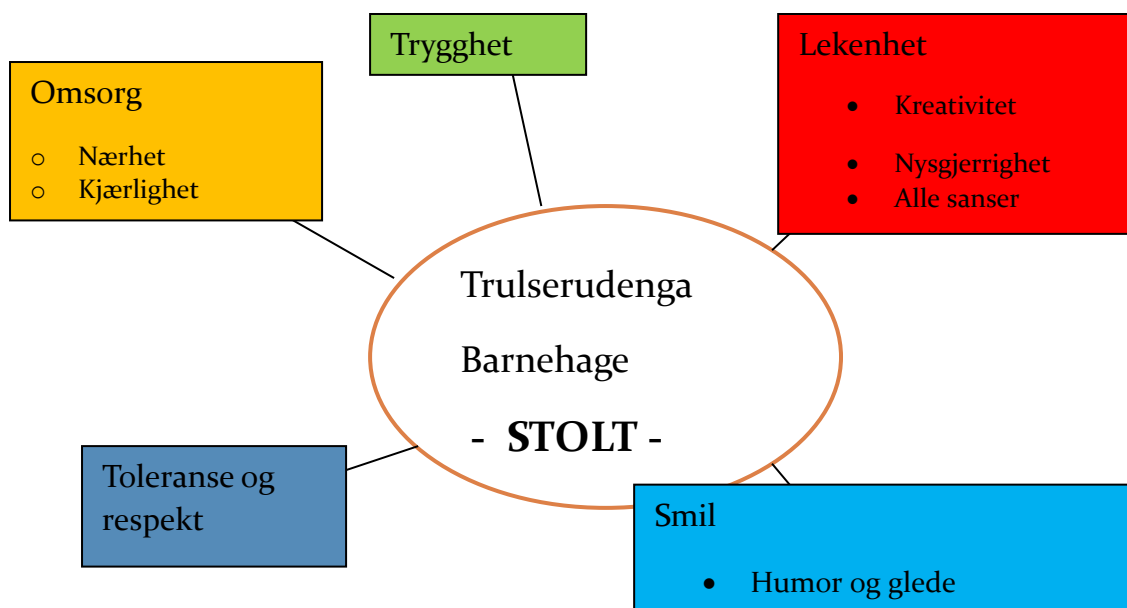 Trygghet
Lekenhet
• Kreativitet
• Nysgjerrighet
• Alle sanser
Omsorg
o Nærhet
o Kjærlighet
Trulserudenga
Barnehage
- STOLT -
Toleranse og
respekt
Smil
• Humor og glede